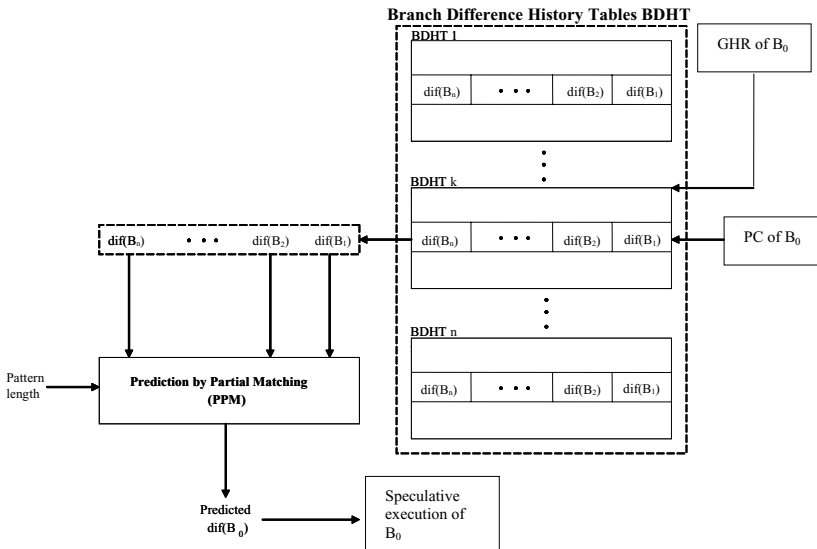 Branch Difference History Tables BDHT
BDHT 1
GHR of B0
dif(Bn) • • • dif(B2) dif(B1)
BDHT k
dif(Bn) • • • dif(B2) dif(B1)
dif(Bn) • • • dif(B2) dif(B1)
PC of B0
BDHT n
Pattern
length
Prediction by Partial Matching
(PPM)
dif(Bn) • • • dif(B2) dif(B1)
Predicted
dif(B 0)
Speculative
execution of
B0